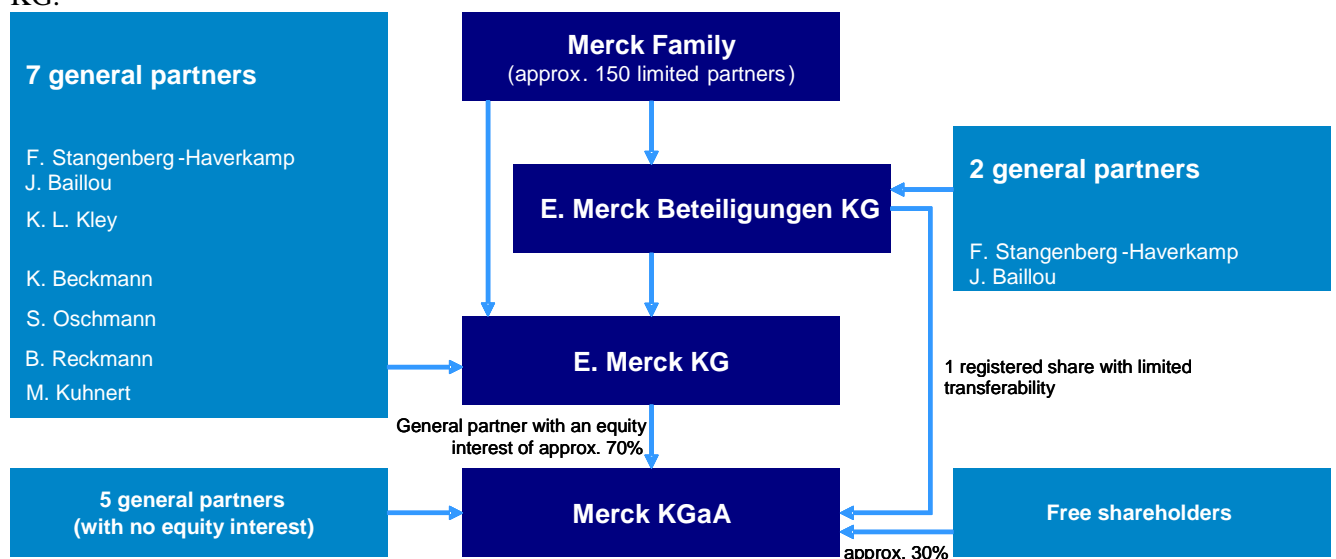 KG.
7 general partners
F. Stangenberg -Haverkamp
J. Baillou
K. L. Kley
K. Beckmann
S. Oschmann
B. Reckmann
M. Kuhnert
Merck Family
(approx. 150 limited partners)
E. Merck Beteiligungen KG
2 general partners
F. Stangenberg -Haverkamp
J. Baillou
E. Merck KG
1 registered share with limited
transferability
General partner with an equity
interest of approx. 70%
5 general partners
(with no equity interest)
Merck KGaA
Free shareholders
approx. 30%